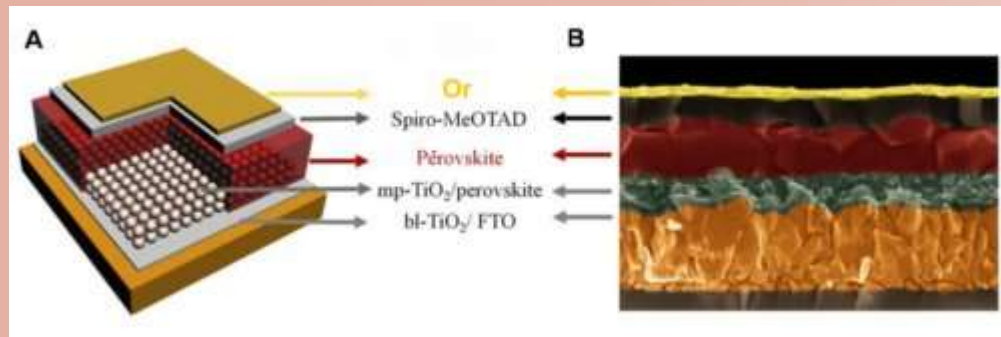 A
B
Or
Spiro-MeOTAD
Pérovskite
mp-TiO₂/perovskite
bl-TiO₂/ FTO